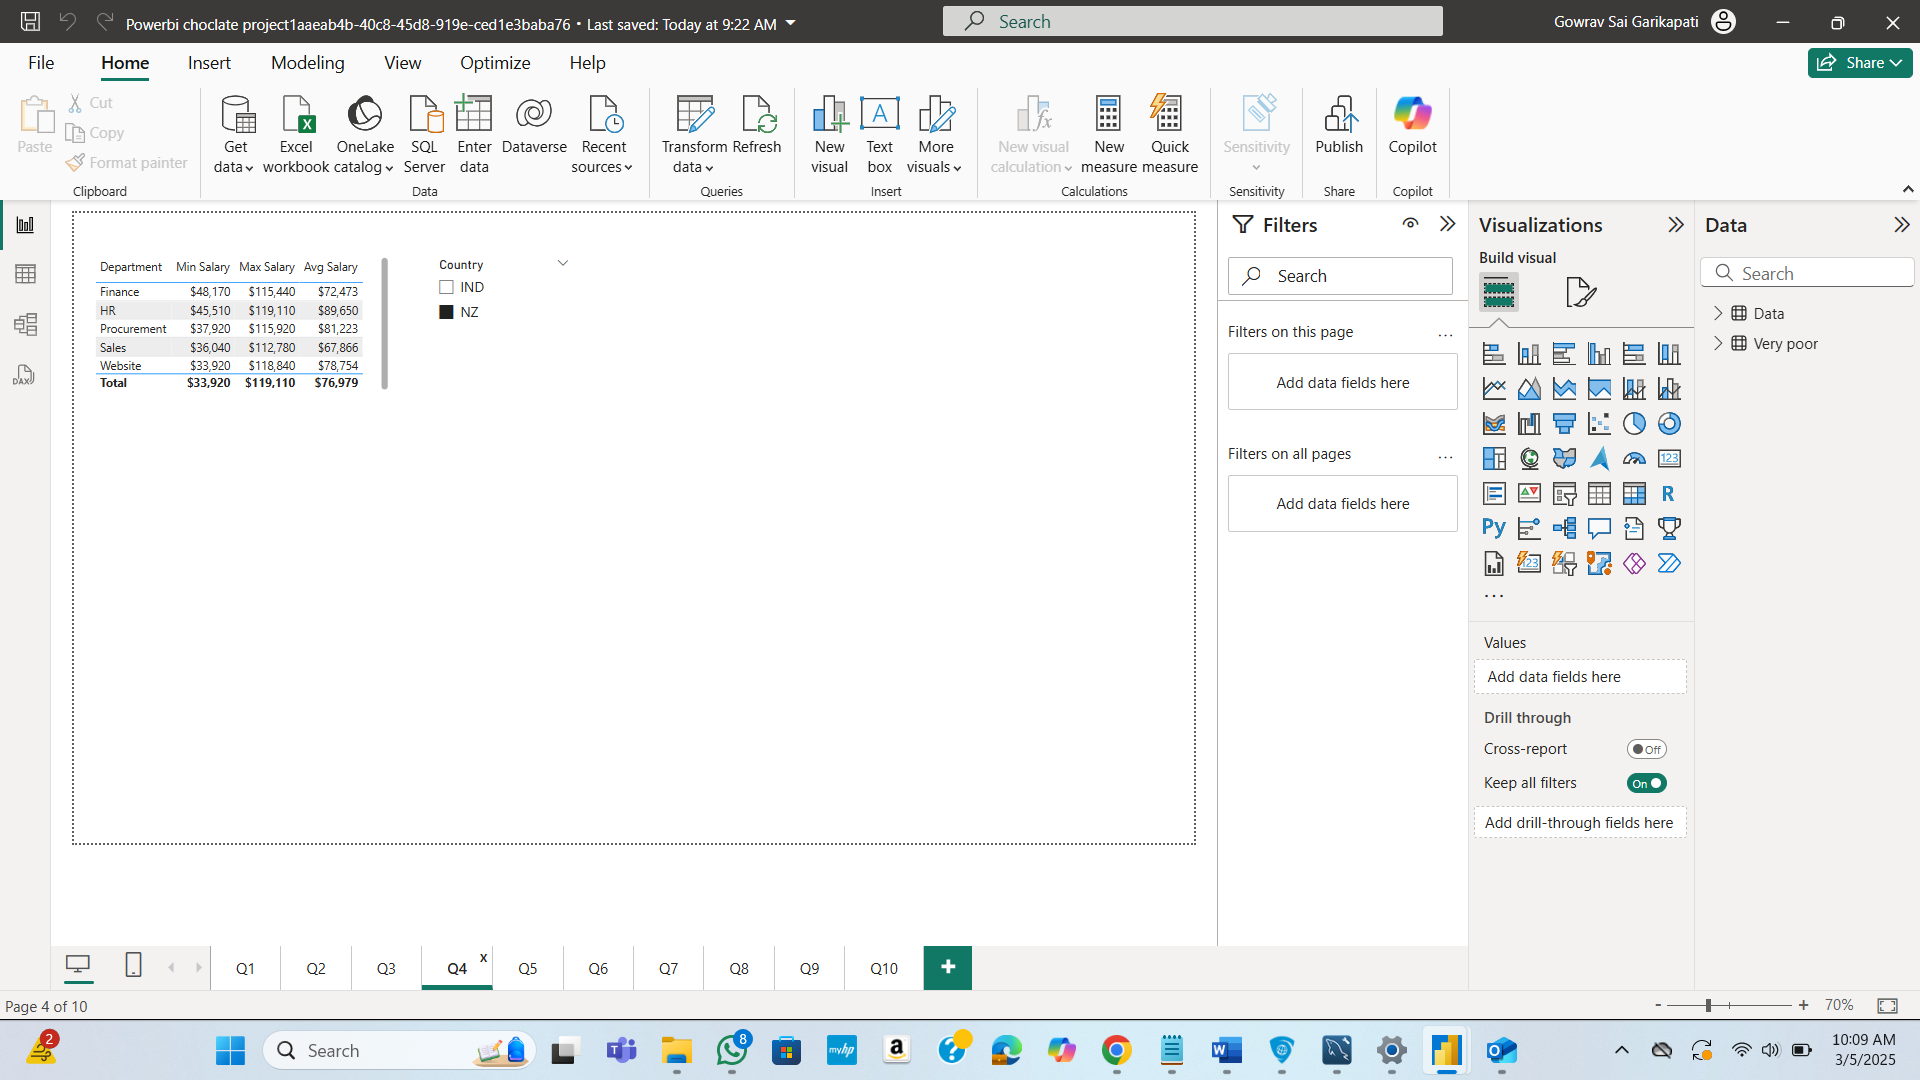 Powerbi choclate project1aaeab4b-40c8-45d8-919e-ced1e3baba76 • Last saved: Today at 9:22 AM
Search
Gowrav Sai Garikapati
File Home Insert Modeling View Optimize Help
Share
Paste
Cut
Copy
Format painter
Clipboard
Get data
Excel workbook
OneLake catalog
SQL Server
Enter data
Dataverse
Recent sources
Data
Transform data
Refresh
Queries
New visual
Text box
More visuals
Insert
New visual calculation
New measure
Quick measure
Calculations
Sensitivity
Sensitivity
Publish
Share
Copilot
Copilot
DAX
Department Min Salary Max Salary Avg Salary
Finance $48,170 $115,440 $72,473
HR $45,510 $119,110 $89,650
Procurement $37,920 $115,920 $81,223
Sales $36,040 $112,780 $67,866
Website $33,920 $118,840 $78,754
Total $33,920 $119,110 $76,979
Country
IND
NZ
Filters
Search
Filters on this page ...
Add data fields here
Filters on all pages ...
Add data fields here
Visualizations
Build visual
123
R
Py
123
...
Values
Add data fields here
Drill through
Cross-report Off
Keep all filters On
Add drill-through fields here
Data
Search
Data
Very poor
Q1 Q2 Q3 Q4 x Q5 Q6 Q7 Q8 Q9 Q10 +
Page 4 of 10
- + 70%
2
Search
8
myhp
a
10:09 AM
3/5/2025